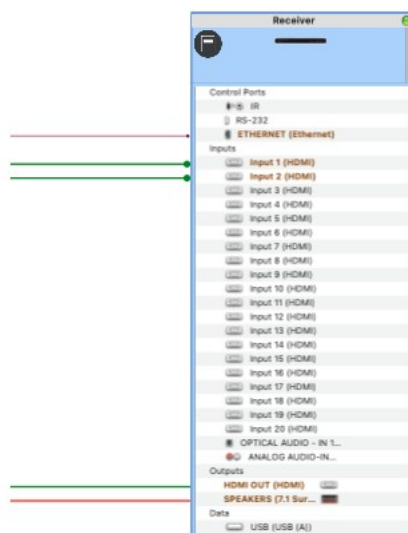 Receiver
Control Ports
IR
RS-232
ETHERNET (Ethernet)
Inputs
Input 1 (HDMI)
Input 2 (HDMI)
Input 3 (HDMI)
Input 4 (HDMI)
Input 5 (HDMI)
Input 6 (HDMI)
Input 7 (HDMI)
Input 8 (HDMI)
Input 9 (HDMI)
Input 10 (HDMI)
Input 11 (HDMI)
Input 12 (HDMI)
Input 13 (HDMI)
Input 14 (HDMI)
Input 15 (HDMI)
Input 16 (HDMI)
Input 17 (HDMI)
Input 18 (HDMI)
Input 19 (HDMI)
Input 20 (HDMI)
OPTICAL AUDIO - IN 1...
ANALOG AUDIO-IN...
Outputs
HDMI OUT (HDMI)
SPEAKERS (7.1 Sur...
Data
USB (USB (A))